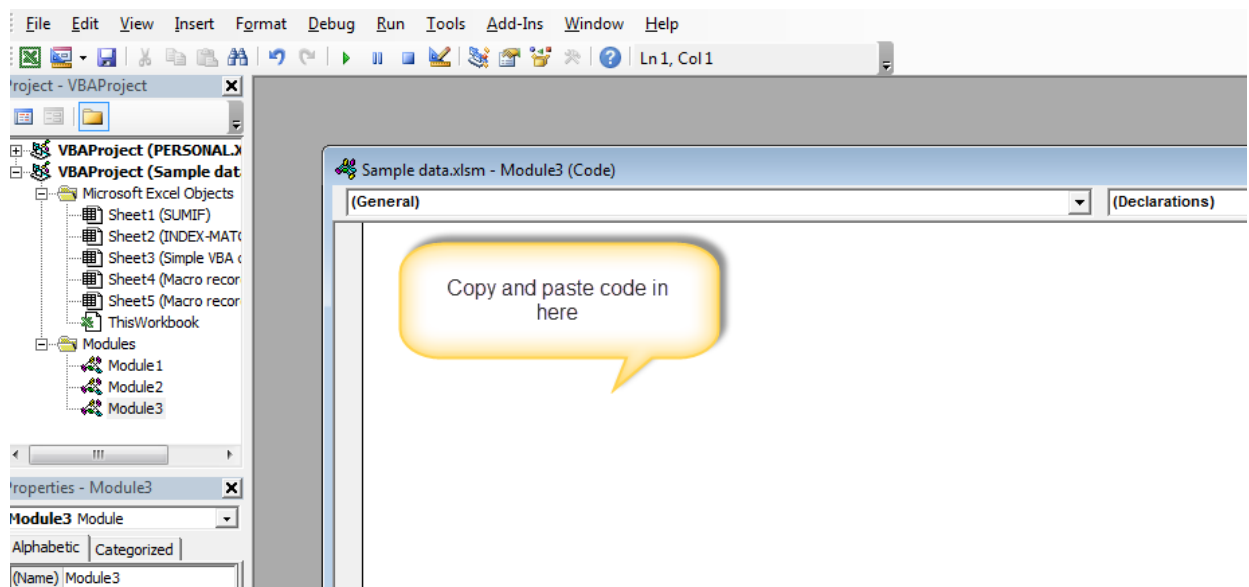 File Edit View Insert Format Debug Run Tools Add-Ins Window Help
Ln 1, Col 1
Project - VBAProject
VBAProject (PERSONAL.X
VBAProject (Sample dat
Microsoft Excel Objects
Sheet1 (SUMIF)
Sheet2 (INDEX-MATC
Sheet3 (Simple VBA c
Sheet4 (Macro recor
Sheet5 (Macro recor
ThisWorkbook
Modules
Module1
Module2
Module3
Properties - Module3
Module3 Module
Alphabetic Categorized
(Name) Module3
Sample data.xlsm - Module3 (Code)
(General) (Declarations)
Copy and paste code in
here